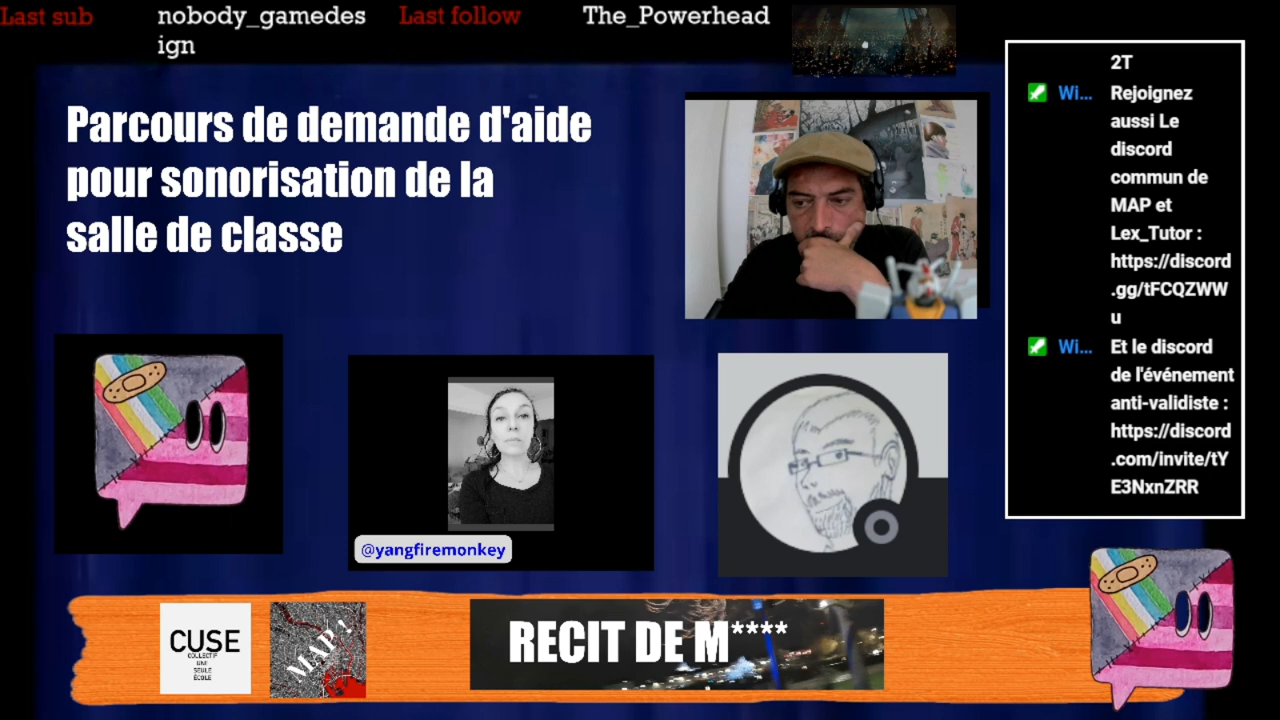 Last sub
nobody_gamedes
ign
Last follow
The_Powerhead
Parcours de demande d'aide
pour sonorisation de la
salle de classe
2T
Wi... Rejoignez
aussi Le
discord
commun de
MAP et
Lex_Tutor :
https://discord
.gg/tFCQZWW
u
Wi... Et le discord
de l'événement
anti-validiste :
https://discord
.com/invite/tY
E3NxnZRR
@yangfiremonkey
CUSE
COLLECTIF
UNE
SEULE
ÉCOLE
MAP !
RECIT DE M****